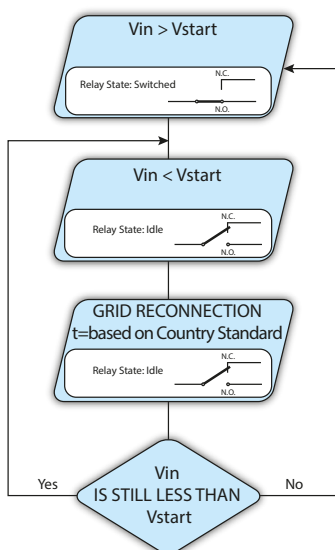 Vin > Vstart
N.C.
Relay State: Switched
N.O.
Vin < Vstart
N.C.
Relay State: Idle
N.O.
GRID RECONNECTION
t=based on Country Standard
N.C.
Relay State: Idle
N.O.
Vin
Yes
No
IS STILL LESS THAN
Vstart